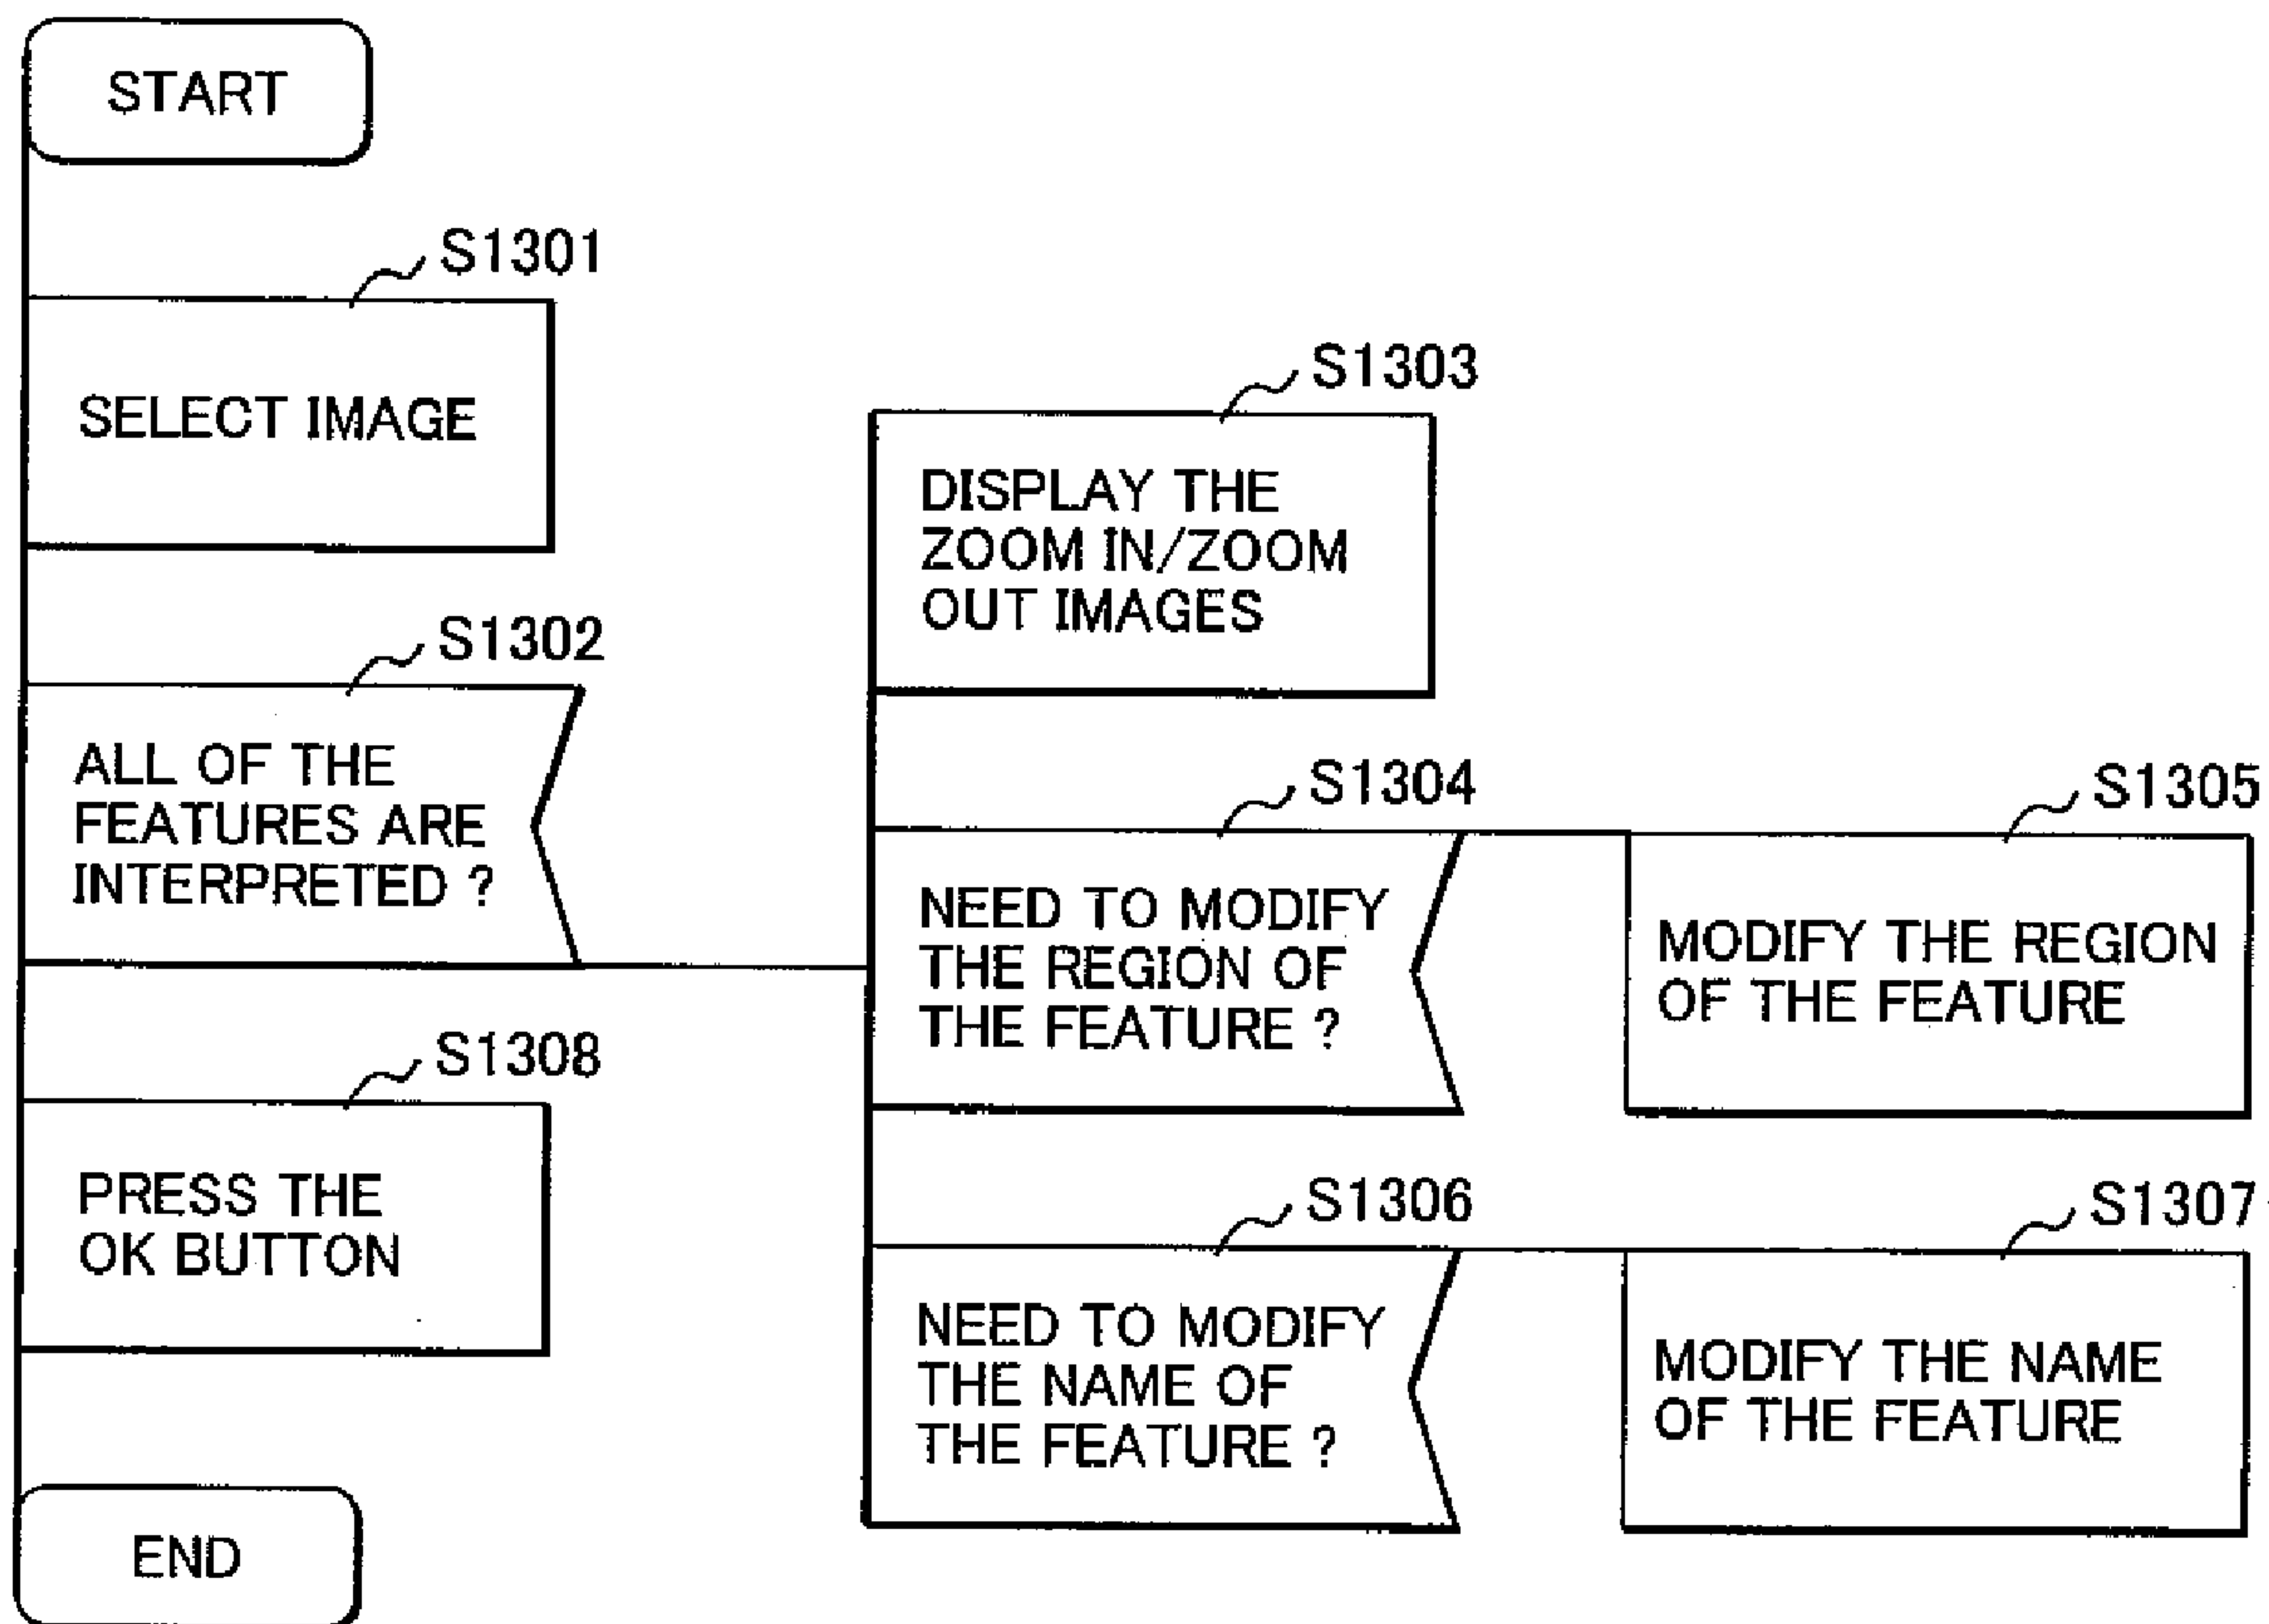 START
S1301
SELECT IMAGE
S1302
ALL OF THE
FEATURES ARE
INTERPRETED ?
S1303
DISPLAY THE
ZOOM IN/ZOOM
OUT IMAGES
S1304
NEED TO MODIFY
THE REGION OF
THE FEATURE ?
S1305
MODIFY THE REGION
OF THE FEATURE
S1306
NEED TO MODIFY
THE NAME OF
THE FEATURE ?
S1307
MODIFY THE NAME
OF THE FEATURE
S1308
PRESS THE
OK BUTTON
END